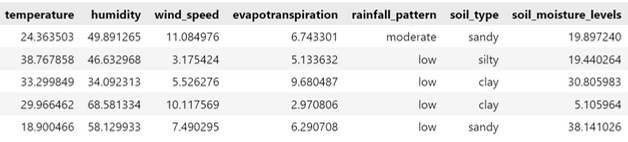 temperature humidity wind_speed evapotranspiration rainfall_pattern soil_type soil_moisture_levels
24.363503 49.891265 11.084976 6.743301 moderate sandy 19.897240
38.767858 46.632968 3.175424 5.133632 low silty 19.440264
33.299849 34.092313 5.526276 9.680487 low clay 30.805983
29.966462 68.581334 10.117569 2.970806 low clay 5.105964
18.900466 58.129933 7.490295 6.290708 low sandy 38.141026